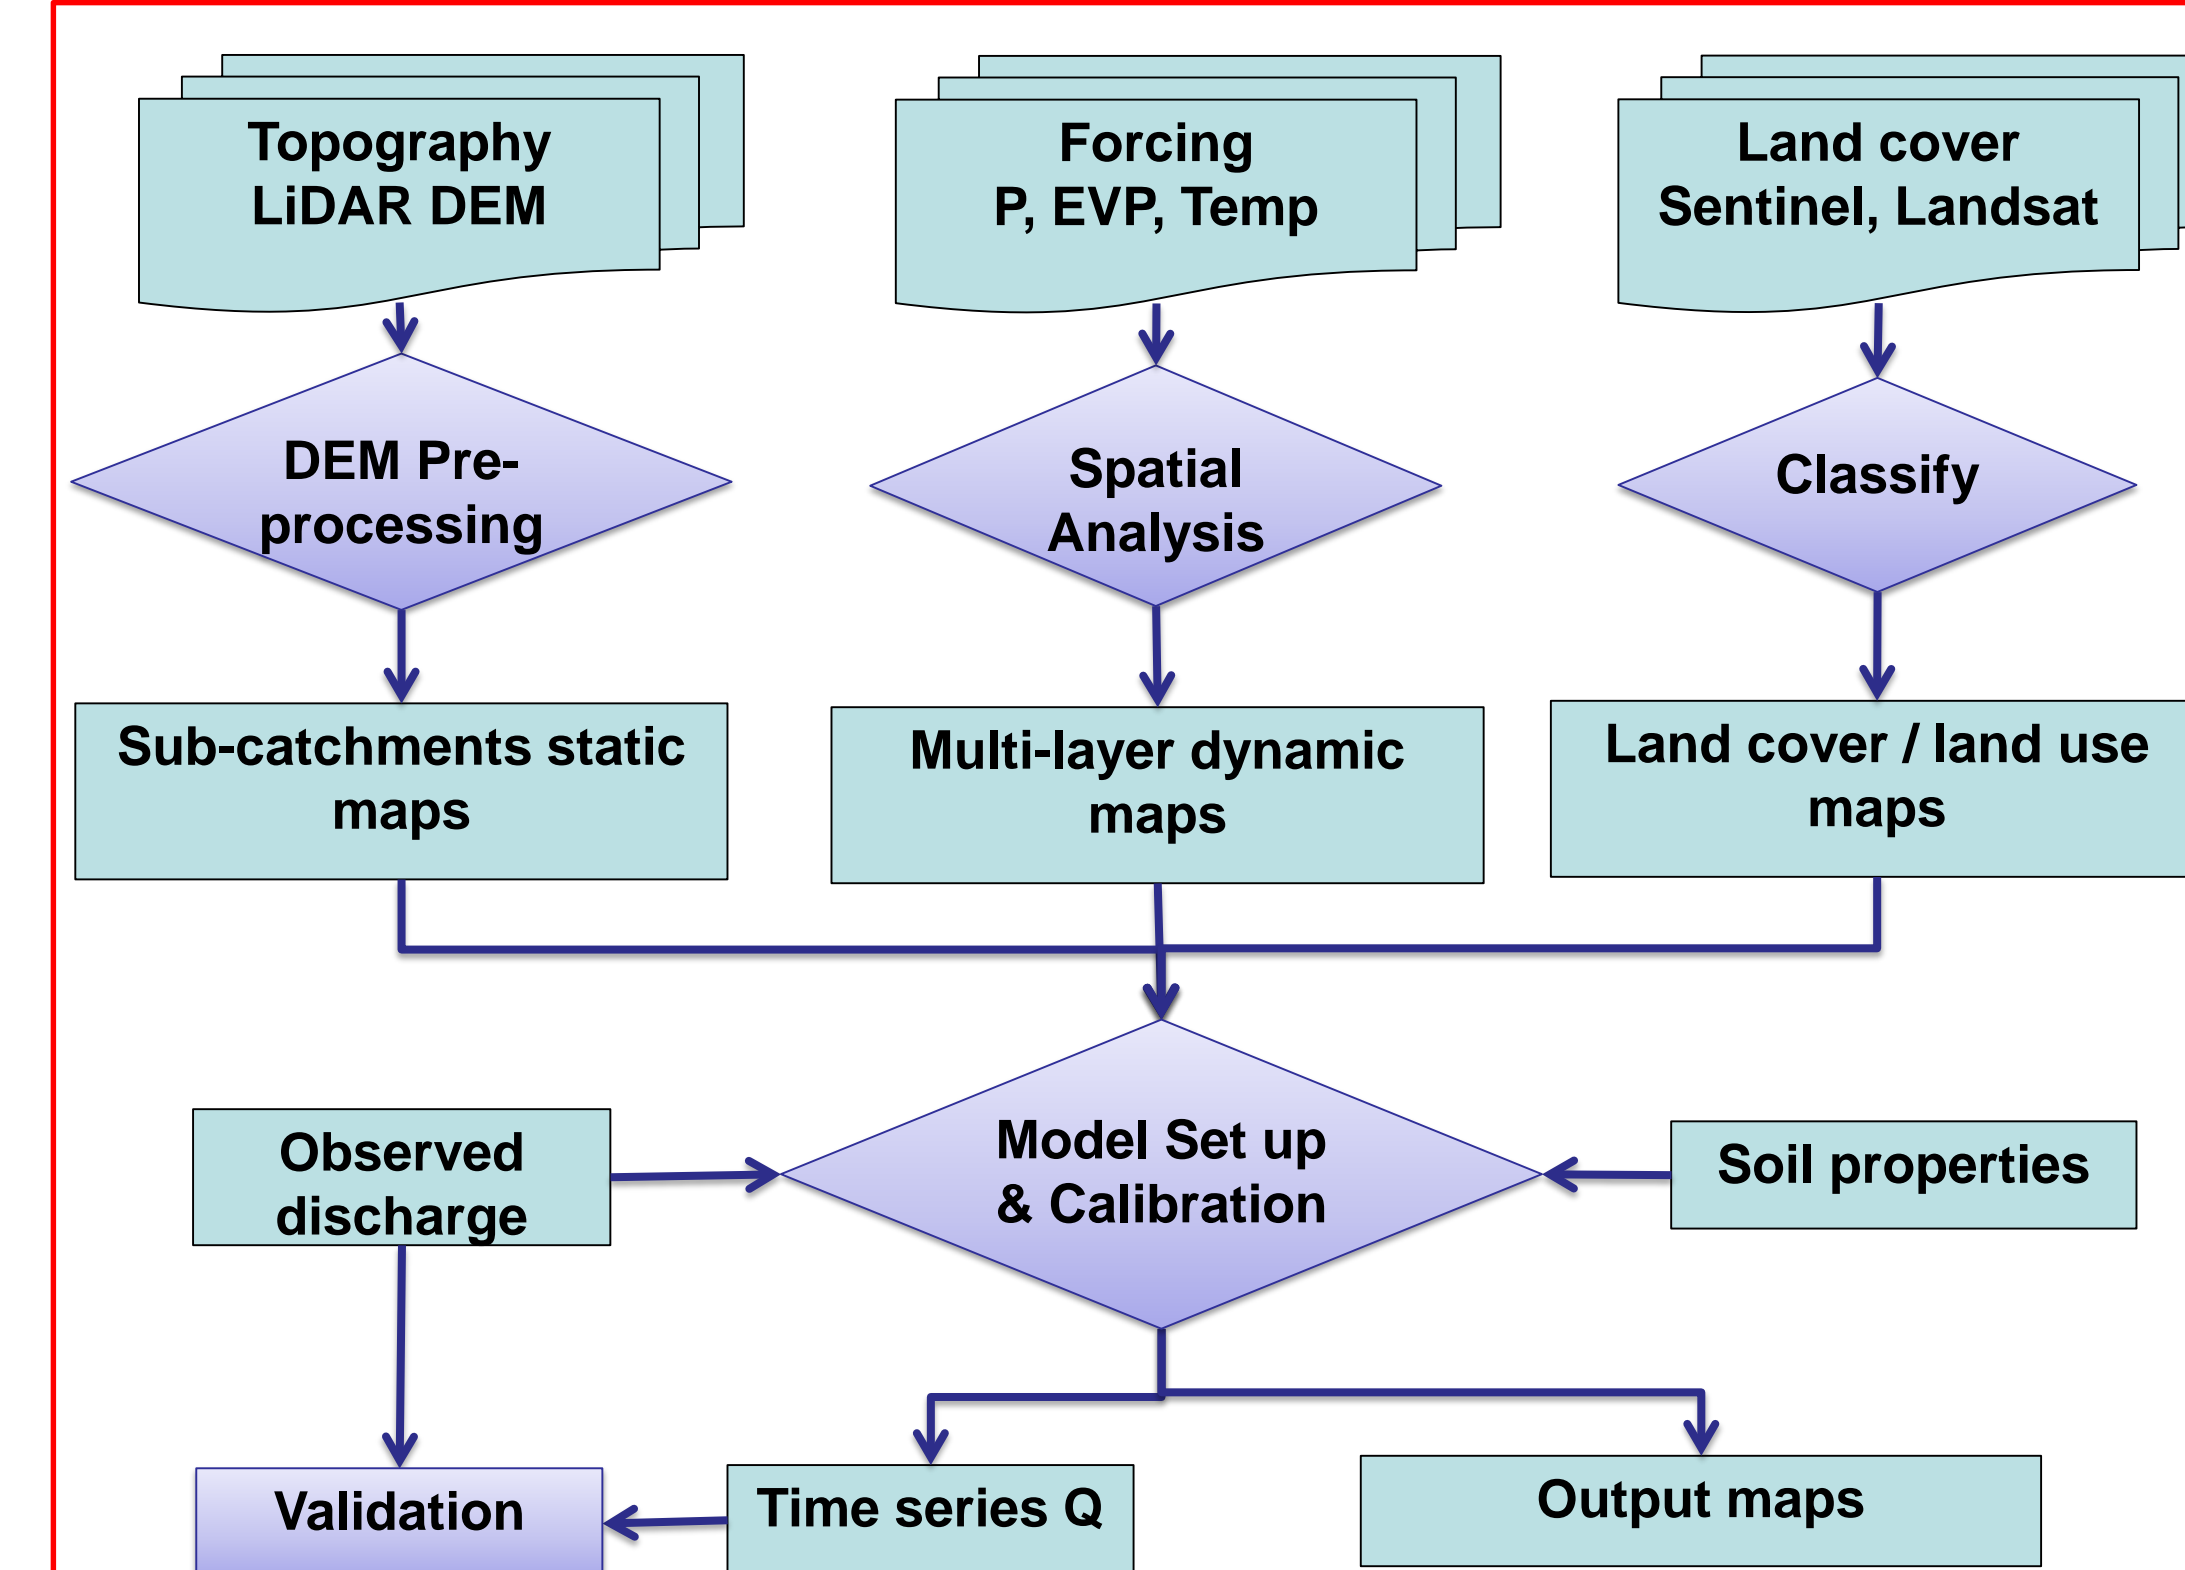 Topography
LiDAR DEM
Forcing
P, EVP, Temp
Land cover
Sentinel, Landsat
DEM Pre-
processing
Spatial
Analysis
Classify
Sub-catchments static
maps
Multi-layer dynamic
maps
Land cover / land use
maps
Observed
discharge
Model Set up
& Calibration
Soil properties
Validation
Time series Q
Output maps